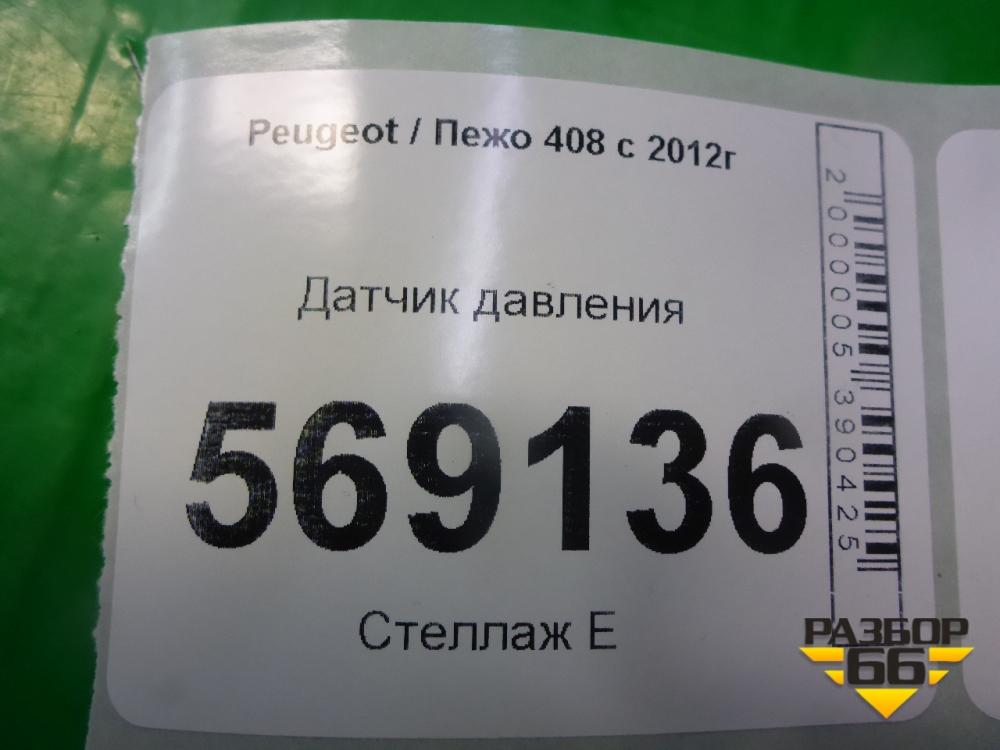 Peugeot / Пежо 408 с 2012г
Датчик давления
569136
Стеллаж Е
2000005390425
РАЗБОР
66